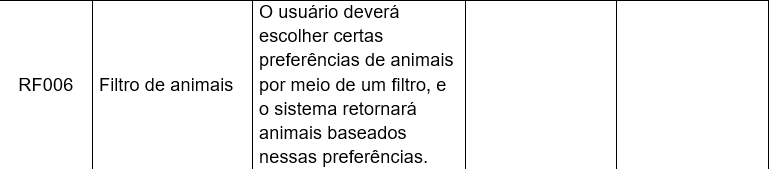 O usuário deverá
escolher certas
preferências de animais
RF006 Filtro de animais por meio de um filtro, e
o sistema retornará
animais baseados
nessas preferências.